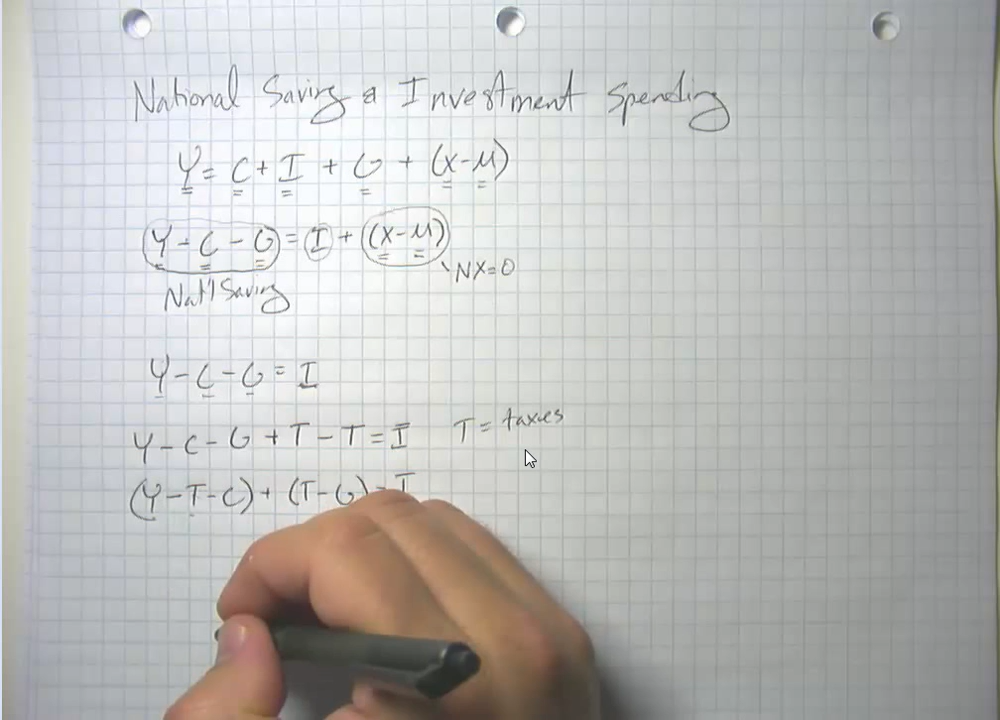 National Saving & Investment Spending
Y = C + I + G + (X-M)
Y - C - G = I + (X-M)
NX=0
Nat'l Saving
Y - C - G = I
Y - C - G + T - T = I T = taxes
(Y - T - C) + (T - G) = I